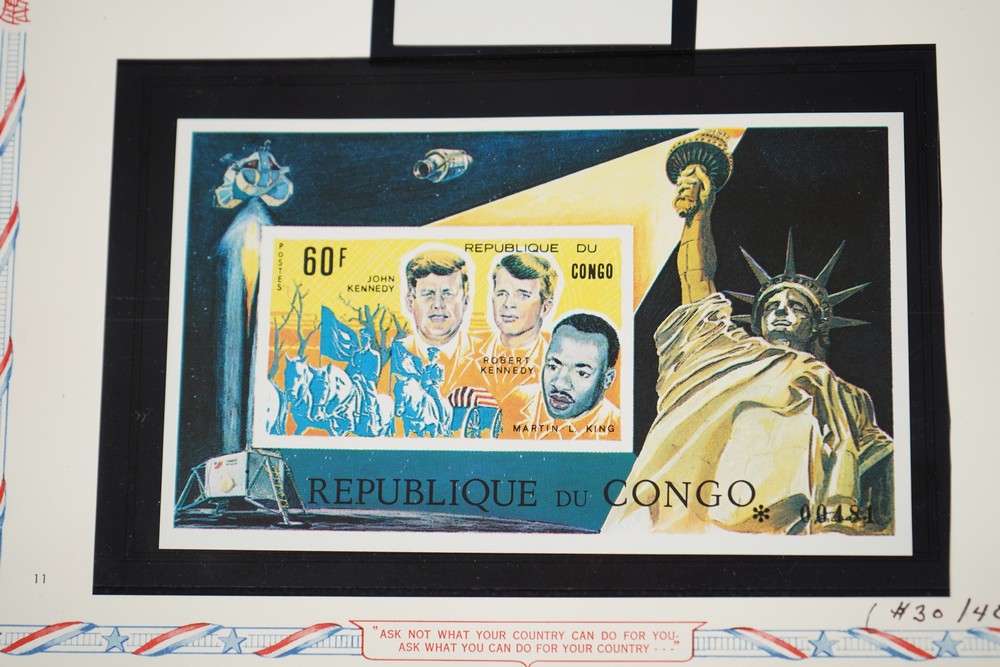 POSTES
60F
REPUBLIQUE DU
CONGO
JOHN
KENNEDY
ROBERT
KENNEDY
MARTIN L. KING
REPUBLIQUE DU CONGO
* 00481
11
(#30/48
"ASK NOT WHAT YOUR COUNTRY CAN DO FOR YOU-
ASK WHAT YOU CAN DO FOR YOUR COUNTRY ---"